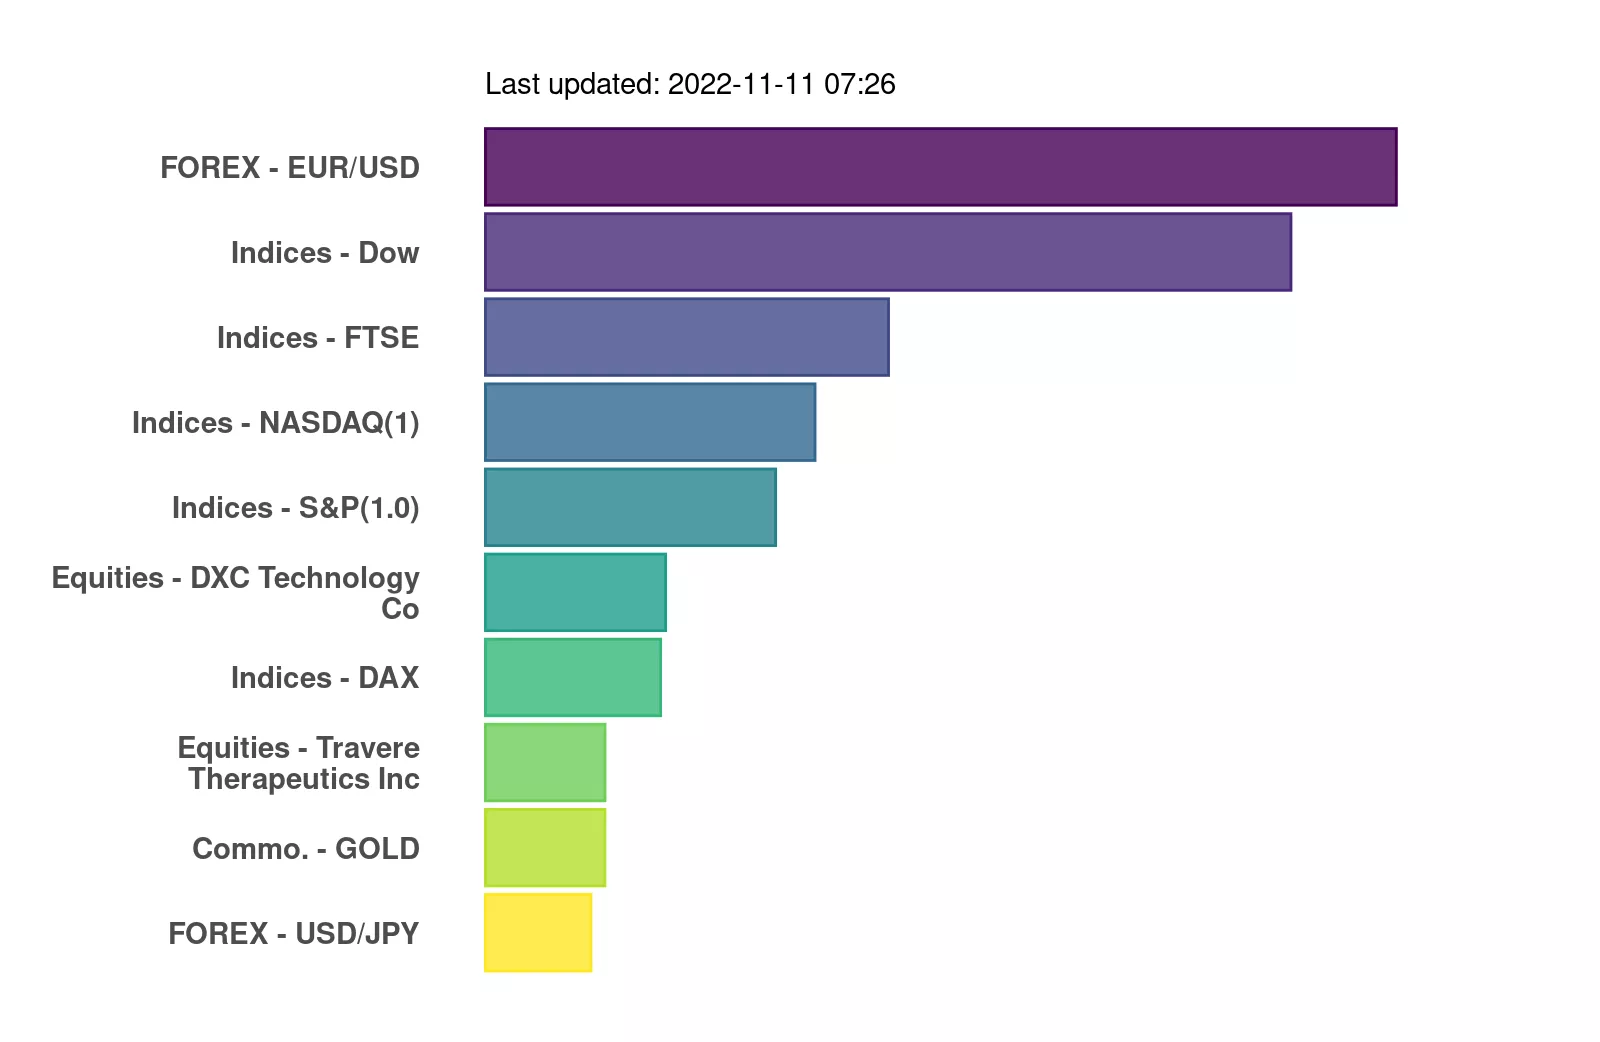 Last updated: 2022-11-11 07:26
FOREX - EUR/USD
Indices - Dow
Indices - FTSE
Indices - NASDAQ(1)
Indices - S&P(1.0)
Equities - DXC Technology
Co
Indices - DAX
Equities - Travere
Therapeutics Inc
Commo. - GOLD
FOREX - USD/JPY